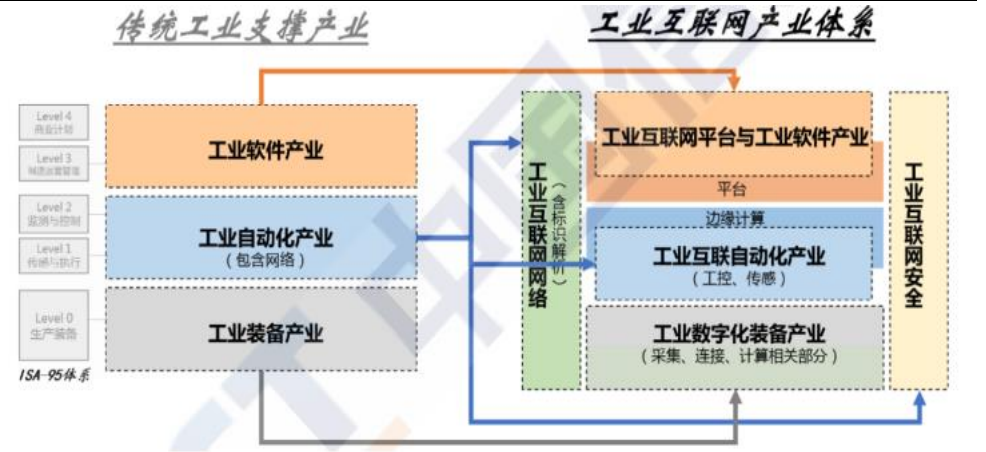 传统工业支撑产业
工业互联网产业体系
Level 4
商业计划
Level 3
制造运营管理
Level 2
监测与控制
Level 1
传感与执行
Level 0
生产装备
ISA-95体系
工业软件产业
工业自动化产业
(包含网络)
工业装备产业
工业互联网网络
(含标识解析)
工业互联网平台与工业软件产业
平台
边缘计算
工业互联自动化产业
(工控、传感)
工业数字化装备产业
(采集、连接、计算相关部分)
工业互联网安全